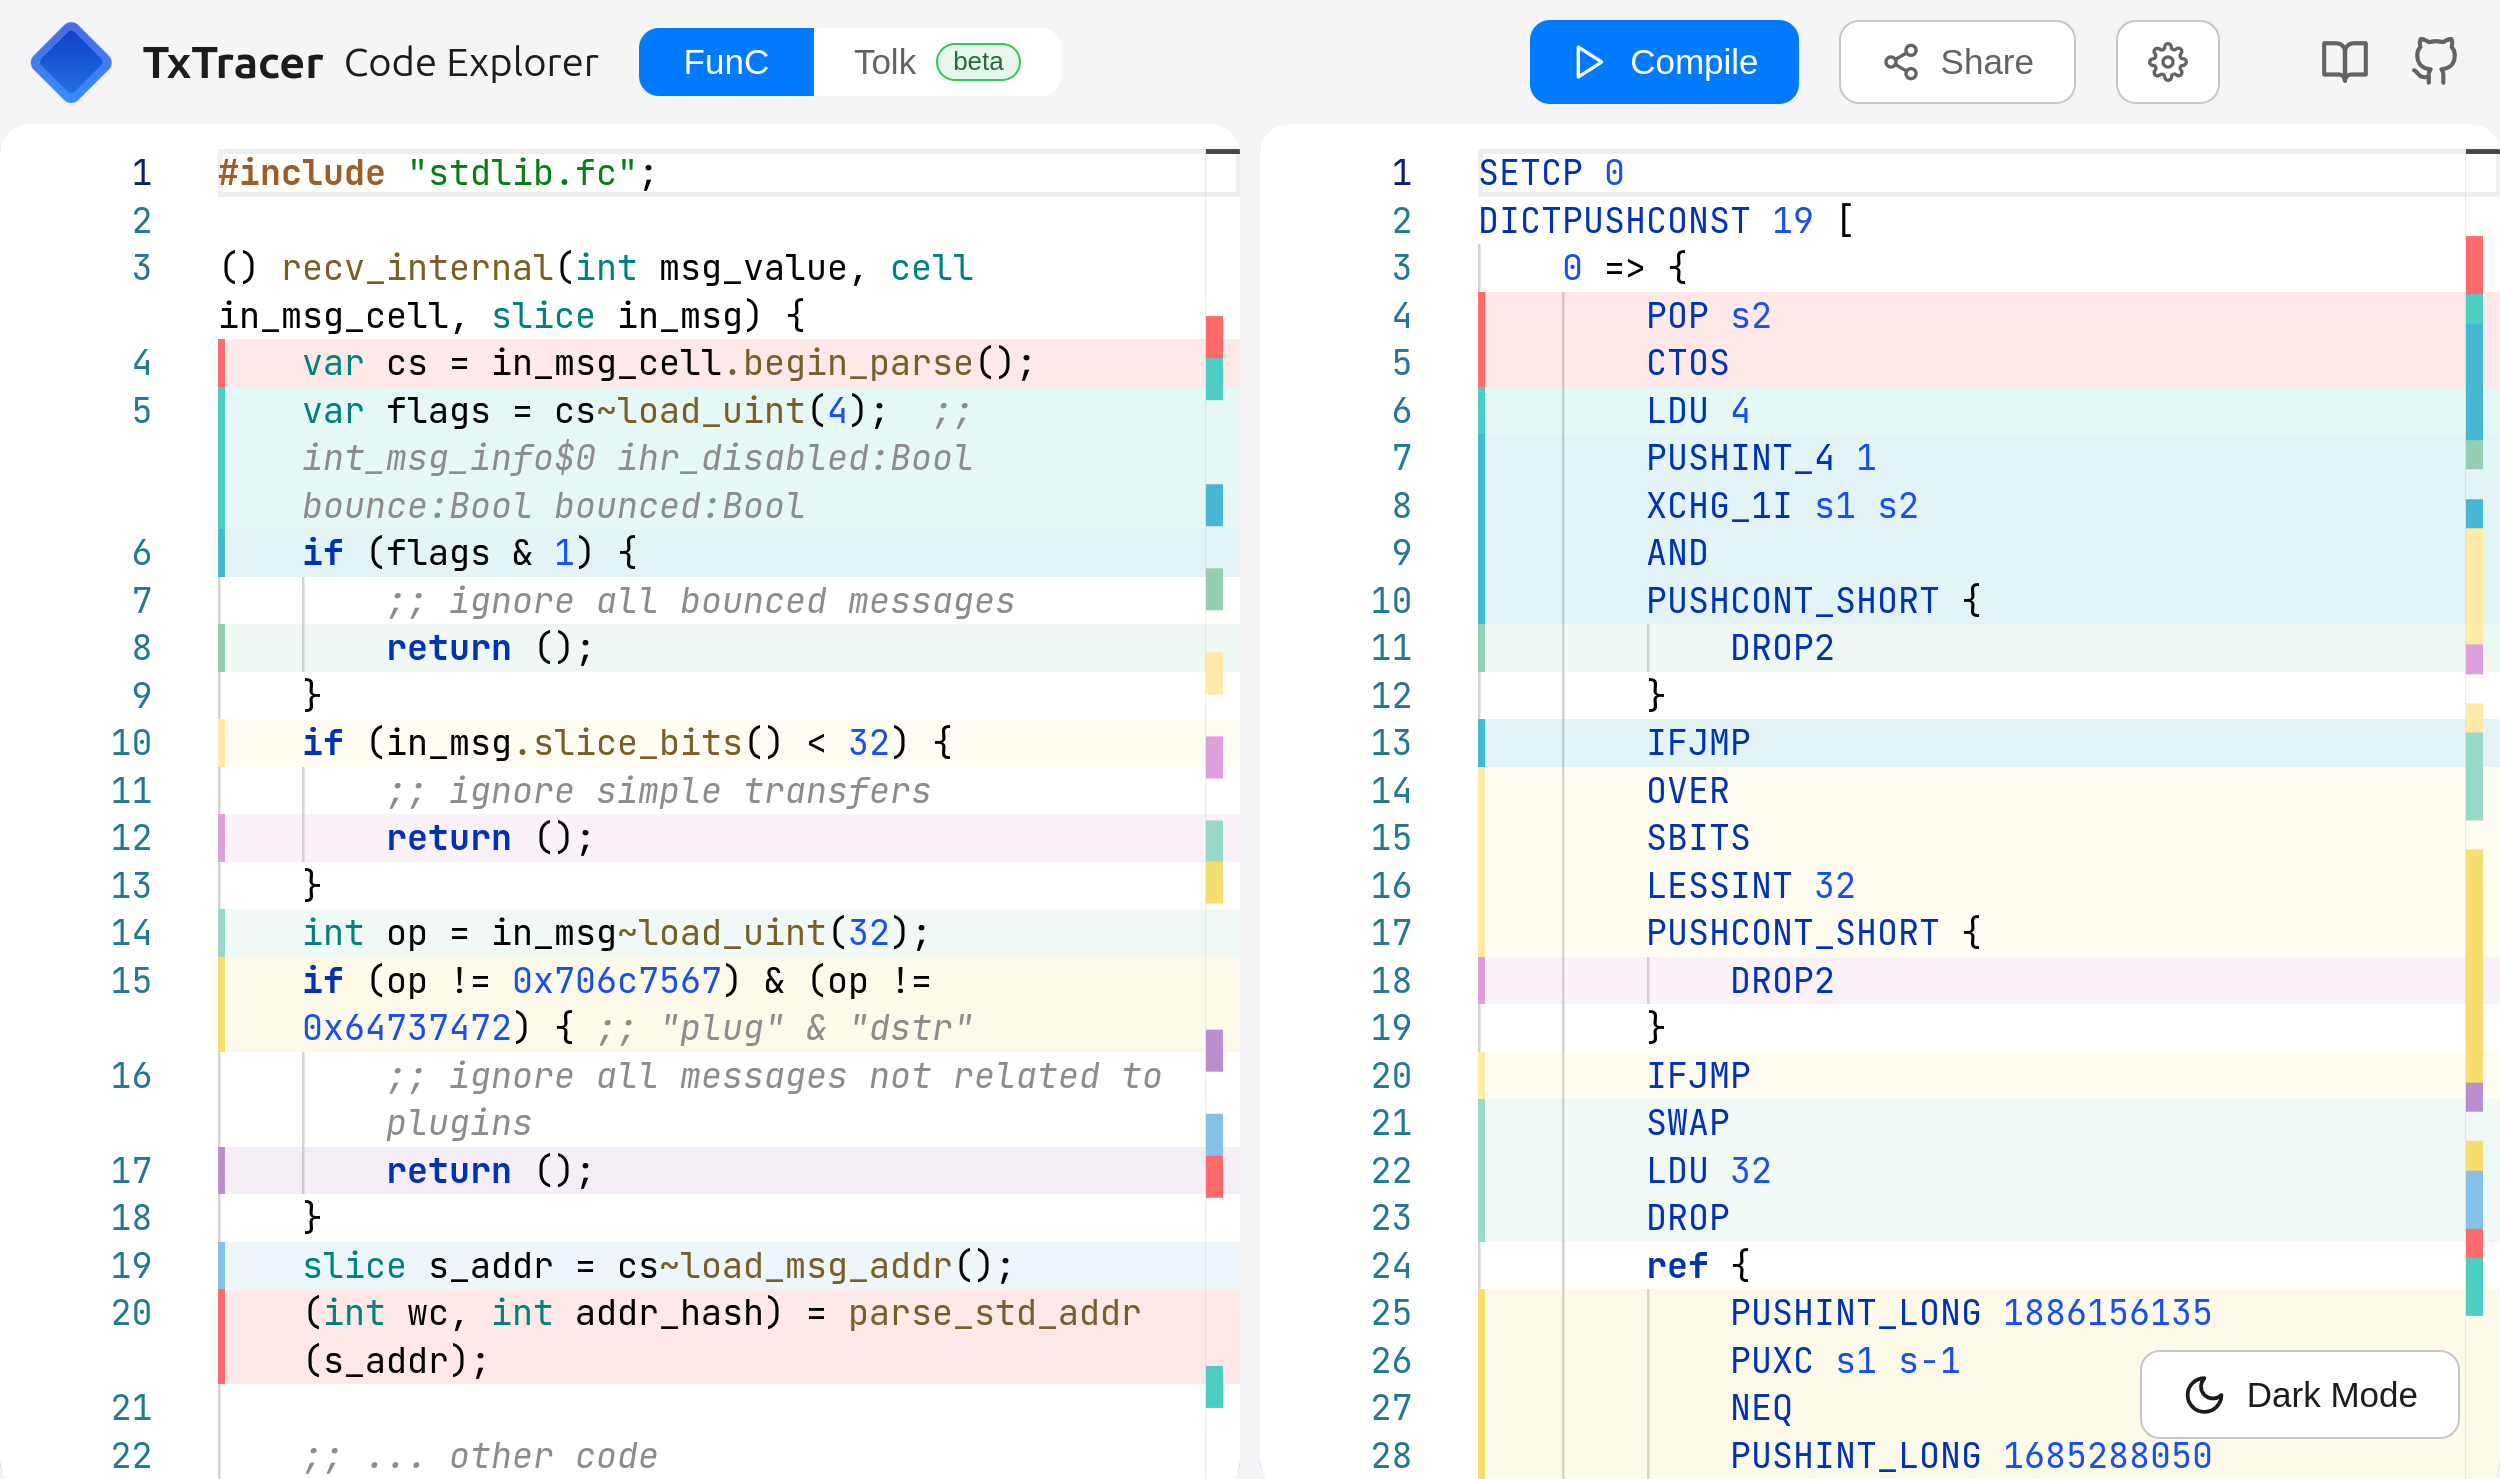 TxTracer Code Explorer FunC Tolk beta Compile Share
1 #include "stdlib.fc";
2
3 () recv_internal(int msg_value, cell
in_msg_cell, slice in_msg) {
4 var cs = in_msg_cell.begin_parse();
5 var flags = cs~load_uint(4);  ;;
int_msg_info$0 ihr_disabled:Bool
bounce:Bool bounced:Bool
6 if (flags & 1) {
7 ;; ignore all bounced messages
8 return ();
9 }
10 if (in_msg.slice_bits() < 32) {
11 ;; ignore simple transfers
12 return ();
13 }
14 int op = in_msg~load_uint(32);
15 if (op != 0x706c7567) & (op !=
0x64737472) { ;; "plug" & "dstr"
16 ;; ignore all messages not related to
plugins
17 return ();
18 }
19 slice s_addr = cs~load_msg_addr();
20 (int wc, int addr_hash) = parse_std_addr
(s_addr);
21
22 ;; ... other code
1 SETCP 0
2 DICTPUSHCONST 19 [
3 0 => {
4 POP s2
5 CTOS
6 LDU 4
7 PUSHINT_4 1
8 XCHG_1I s1 s2
9 AND
10 PUSHCONT_SHORT {
11 DROP2
12 }
13 IFJMP
14 OVER
15 SBITS
16 LESSINT 32
17 PUSHCONT_SHORT {
18 DROP2
19 }
20 IFJMP
21 SWAP
22 LDU 32
23 DROP
24 ref {
25 PUSHINT_LONG 1886156135
26 PUXC s1 s-1
27 NEQ
28 PUSHINT_LONG 1685288050
Dark Mode